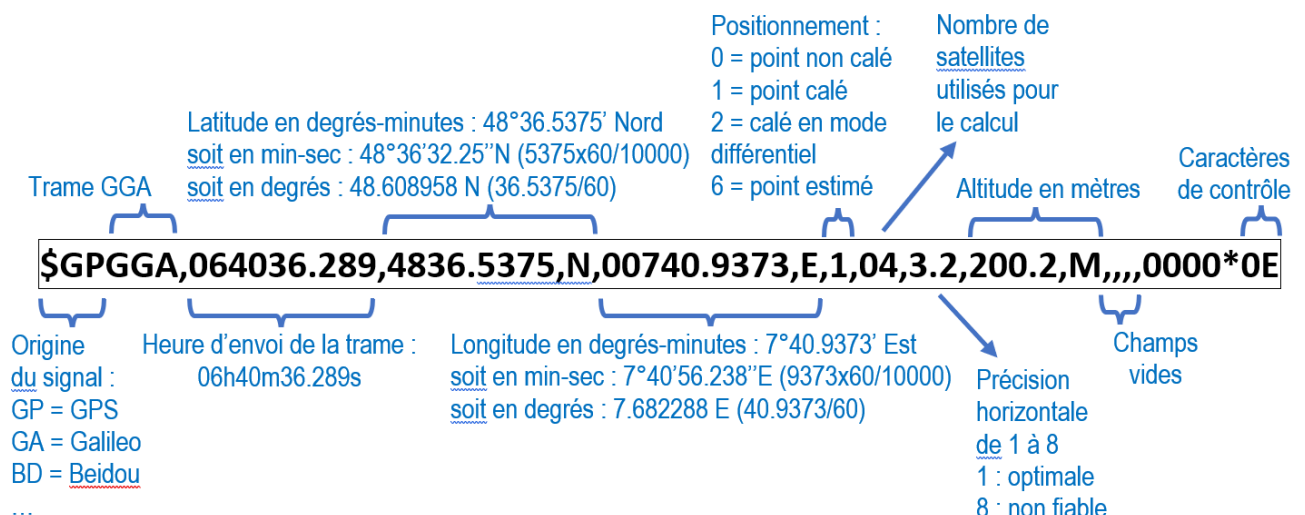 Positionnement :
0 = point non calé
1 = point calé
2 = calé en mode
différentiel
6 = point estimé
Nombre de
satellites
utilisés pour
le calcul
Latitude en degrés-minutes : 48°36.5375' Nord
soit en min-sec : 48°36'32.25''N (5375x60/10000)
soit en degrés : 48.608958 N (36.5375/60)
Trame GGA
Altitude en mètres
Caractères
de contrôle
$GPGGA,064036.289,4836.5375,N,00740.9373,E,1,04,3.2,200.2,M,,,,0000*0E
Origine
du signal :
GP = GPS
GA = Galileo
BD = Beidou
...
Heure d'envoi de la trame :
06h40m36.289s
Longitude en degrés-minutes : 7°40.9373' Est
soit en min-sec : 7°40'56.238''E (9373x60/10000)
soit en degrés : 7.682288 E (40.9373/60)
Précision
horizontale
de 1 à 8
1 : optimale
8 : non fiable
Champs
vides